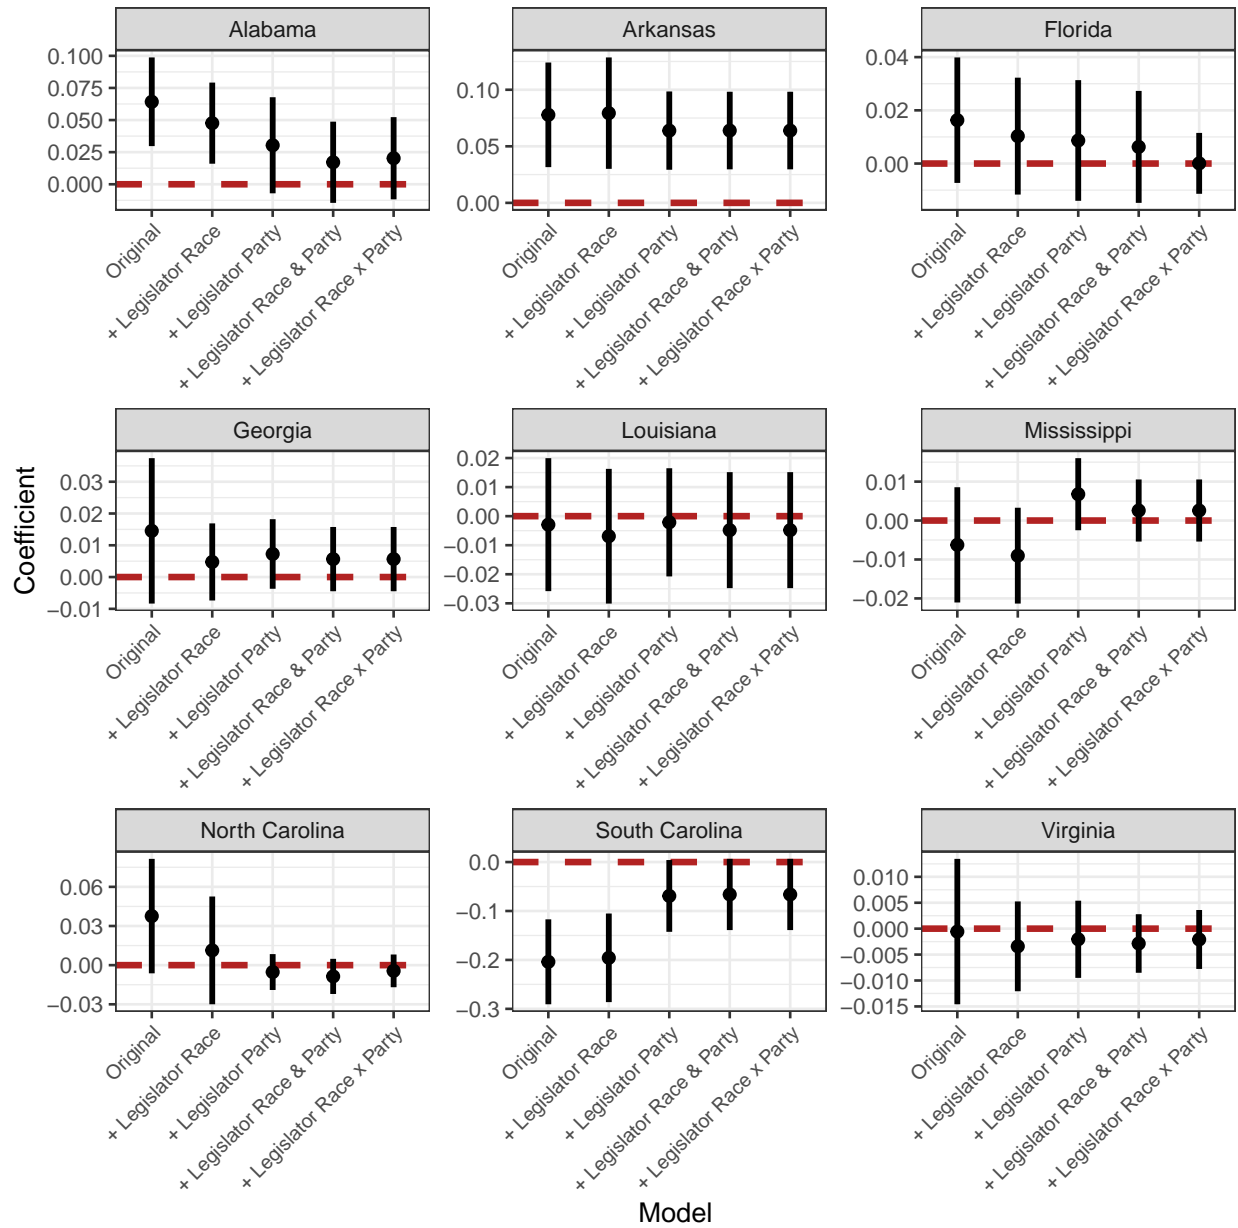 Alabama
Arkansas
Florida
0.100
0.075
0.050
0.025
0.000
0.10
0.05
0.00
0.04
0.02
0.00
Original
+ Legislator Race
+ Legislator Party
+ Legislator Race & Party
+ Legislator Race x Party
Original
+ Legislator Race
+ Legislator Party
+ Legislator Race & Party
+ Legislator Race x Party
Original
+ Legislator Race
+ Legislator Party
+ Legislator Race & Party
+ Legislator Race x Party
Coefficient
Georgia
Louisiana
Mississippi
0.03
0.02
0.01
0.00
−0.01
0.02
0.01
0.00
−0.01
−0.02
−0.03
0.01
0.00
−0.01
−0.02
Original
+ Legislator Race
+ Legislator Party
+ Legislator Race & Party
+ Legislator Race x Party
Original
+ Legislator Race
+ Legislator Party
+ Legislator Race & Party
+ Legislator Race x Party
Original
+ Legislator Race
+ Legislator Party
+ Legislator Race & Party
+ Legislator Race x Party
North Carolina
South Carolina
Virginia
0.06
0.03
0.00
−0.03
0.0
−0.1
−0.2
−0.3
0.010
0.005
0.000
−0.005
−0.010
−0.015
Original
+ Legislator Race
+ Legislator Party
+ Legislator Race & Party
+ Legislator Race x Party
Original
+ Legislator Race
+ Legislator Party
+ Legislator Race & Party
+ Legislator Race x Party
Original
+ Legislator Race
+ Legislator Party
+ Legislator Race & Party
+ Legislator Race x Party
Model